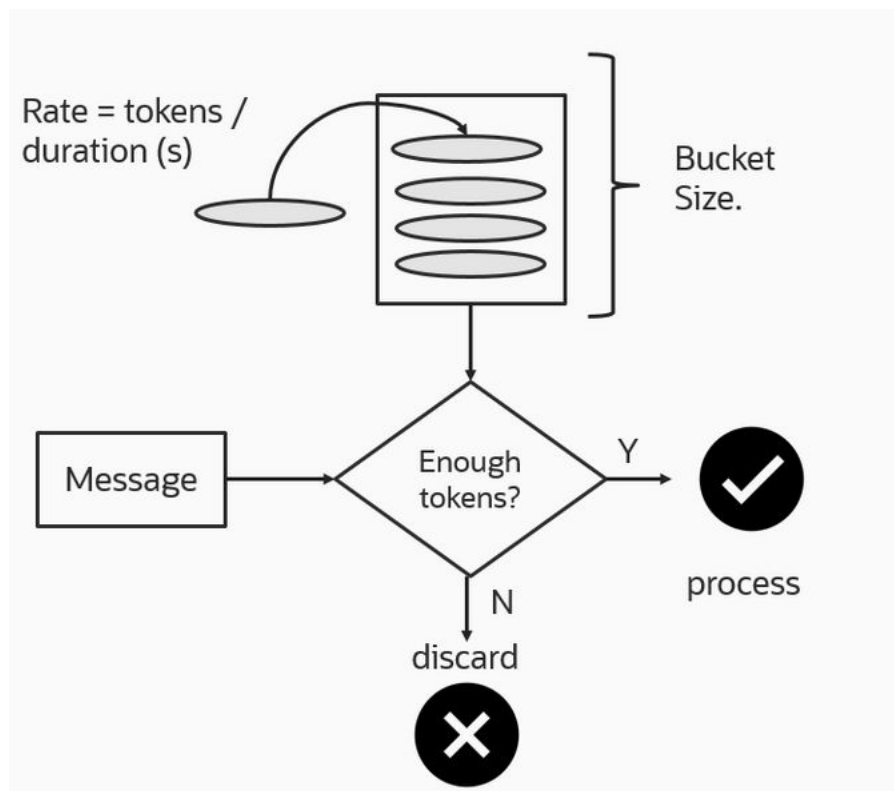 Rate = tokens /
duration (s)
Bucket
Size.
Message
Enough
tokens?
Y
process
N
discard